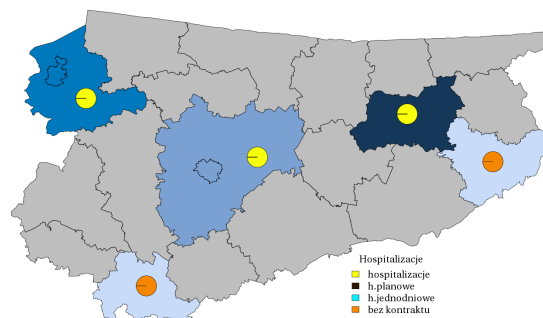 Hospitalizacje
hospitalizacje
h.planowe
h.jednodniowe
bez kontraktu